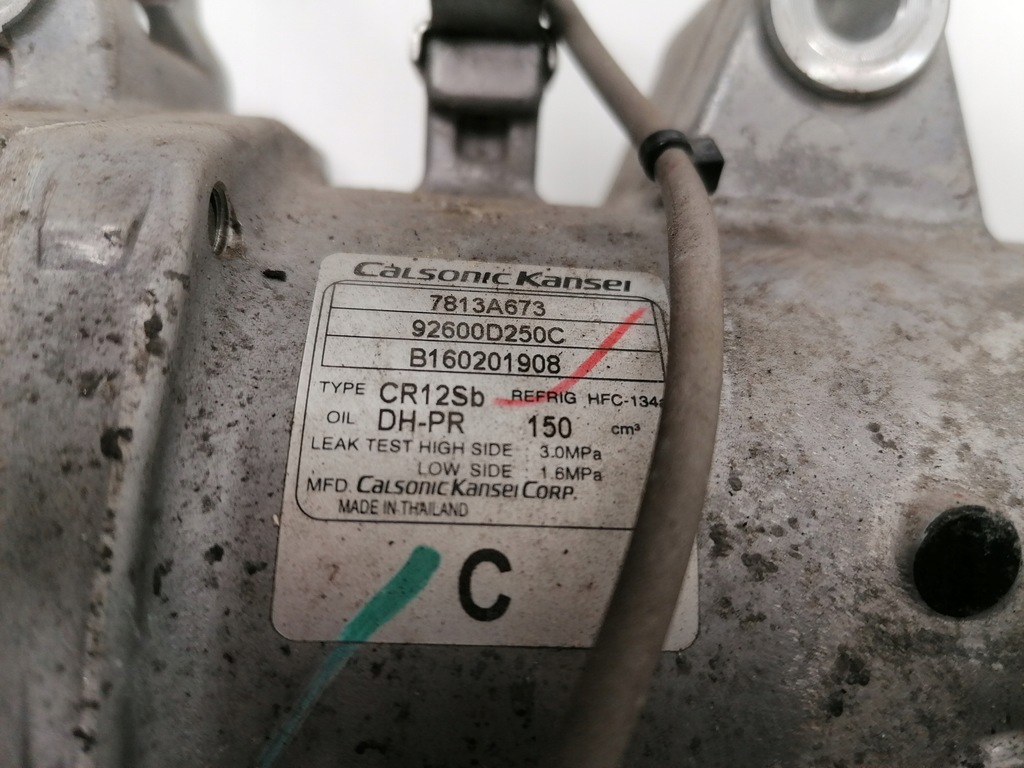 Calsonic Kansei
7813A673
92600D250C
B160201908
TYPE CR12Sb REFRIG HFC-134a
OIL DH-PR 150 cm³
LEAK TEST HIGH SIDE : 3.0MPa
LOW SIDE : 1.6MPa
MFD. Calsonic Kansei Corp.
MADE IN THAILAND
C